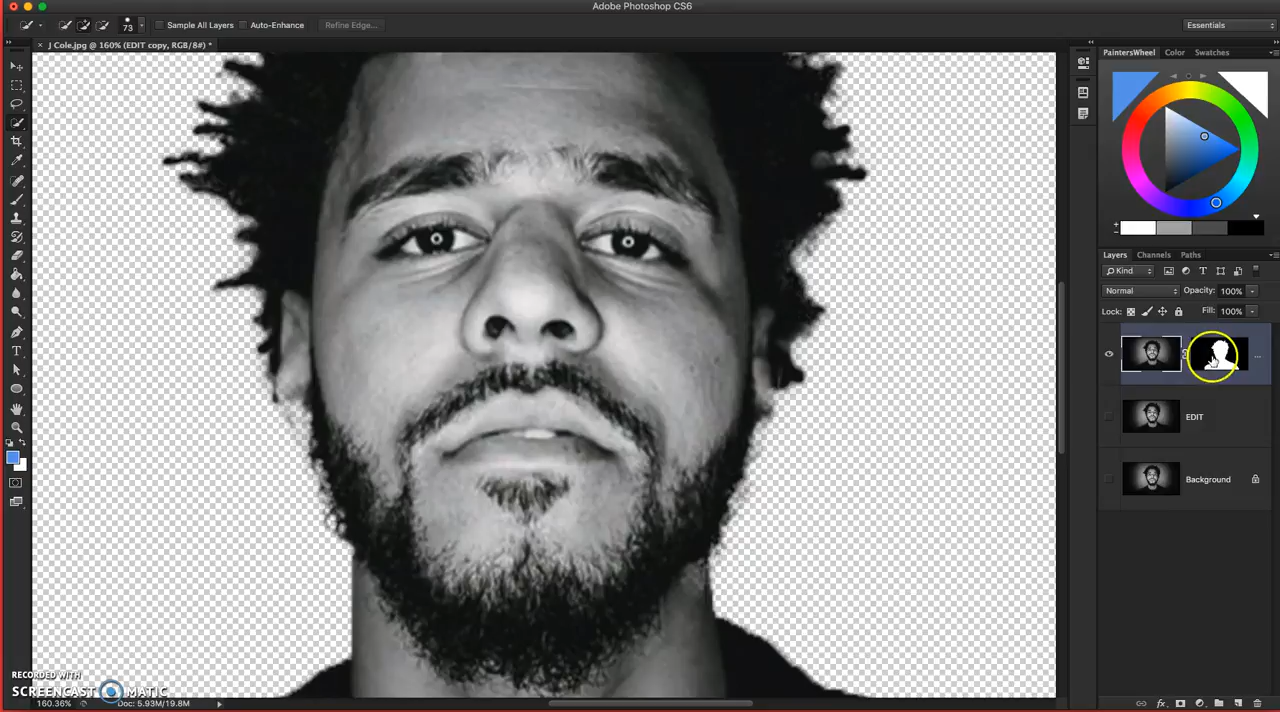 Adobe Photoshop CS6
73
Sample All Layers
Auto-Enhance
Refine Edge...
Essentials
× J Cole.jpg @ 160% (EDIT copy, RGB/8#) *
PaintersWheel
Color
Swatches
Layers
Channels
Paths
Kind
Normal
Opacity: 100%
Lock:
Fill: 100%
...
EDIT
Background
RECORDED WITH
SCREENCAST MATIC
160.36%
Doc: 5.93M/19.8M